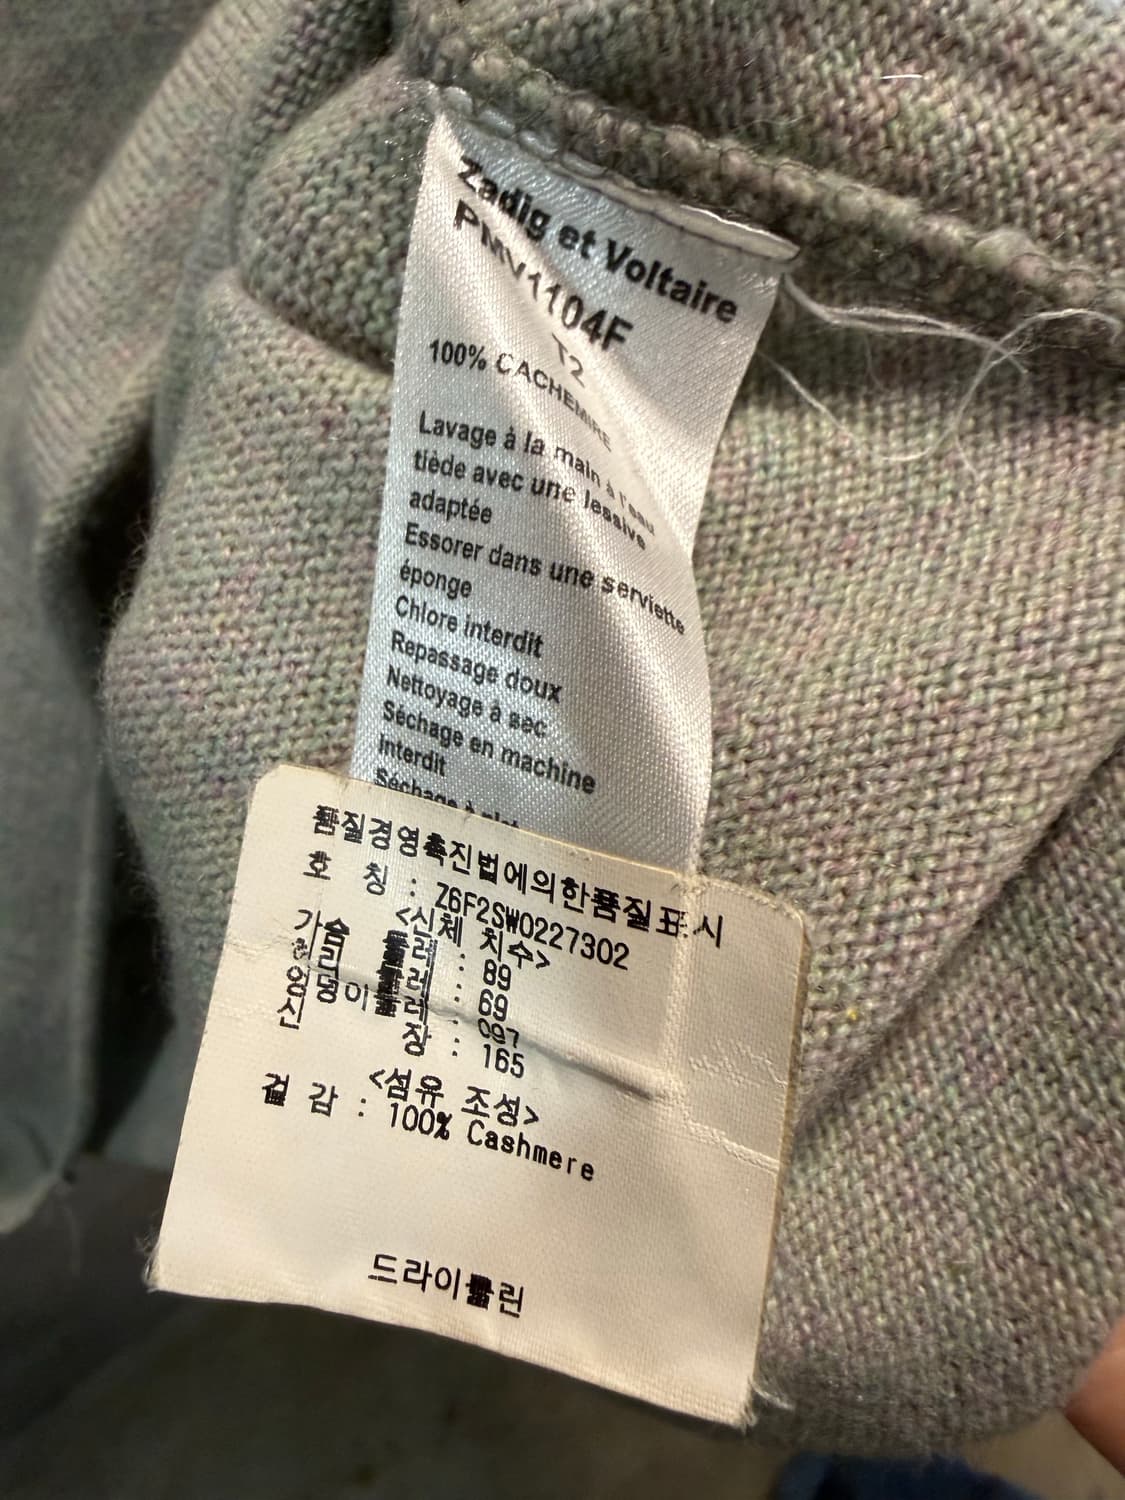 Zadig et Voltaire
PMV1104F
T2
100% CACHEMIRE
Lavage à la main à l'eau
tiède avec une lessive
adaptée
Essorer dans une serviette
éponge
Chlore interdit
Repassage doux
Nettoyage à sec
Séchage en machine
Interdit
Séchage à plat
품질경영촉진법에의한품질표시
호 칭 : Z6F2SW0227302
<신체 치수>
가슴 둘레 : 89
허리 둘레 : 69
엉덩이둘레 : 097
신 장 : 165
<섬유 조성>
겉 감 : 100% Cashmere
드라이클린